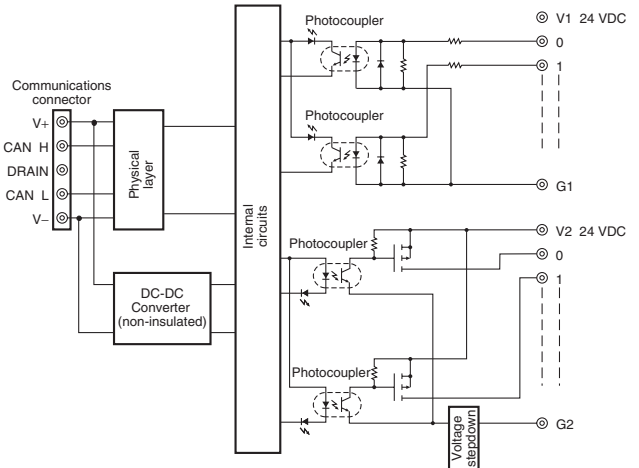 Photocoupler
V1 24 VDC
0
1
Communications
connector
V+
CAN H
DRAIN
CAN L
V−
Physical
layer
Photocoupler
G1
Internal
circuits
V2 24 VDC
Photocoupler
0
1
DC-DC
Converter
(non-insulated)
Photocoupler
Voltage
stepdown
G2